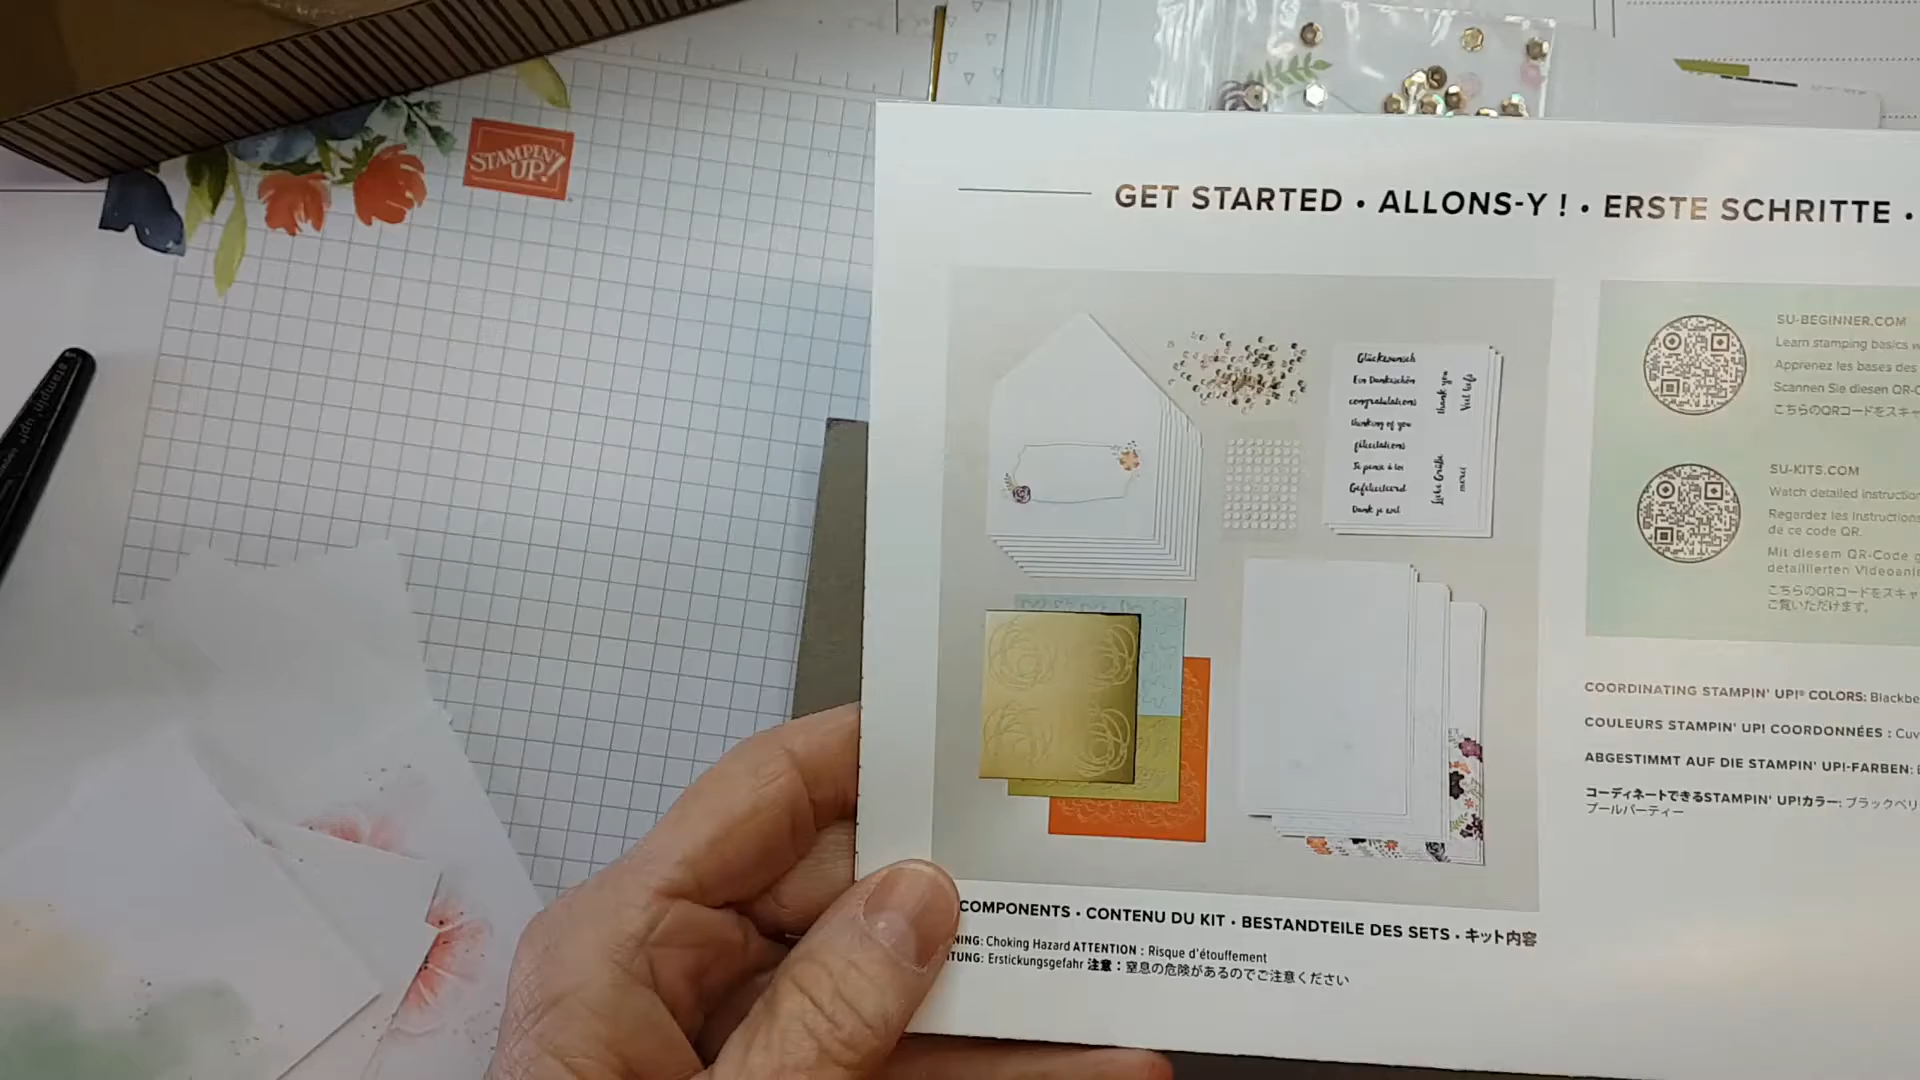 STAMPIN'
UP!
stampin' up!
GET STARTED • ALLONS-Y ! • ERSTE SCHRITTE •
Glückwunsch
Ein Dankeschön
congratulations
thinking of you
félicitations
Je pense à toi
Gefeliciteerd
Dank je wel
thank you
Viel Liebe
Liebe Grüße
merci
SU-BEGINNER.COM
Learn stamping basics
Apprenez les bases des
Scannen Sie diesen QR-C
こちらのQRコードをスキャ
SU-KITS.COM
Watch detailed instruction
Regardez les instructions
de ce code QR.
Mit diesem QR-Code
detaillierten Videoanl
こちらのQRコードをスキャ
ご覧いただけます。
COORDINATING STAMPIN' UP!® COLORS: Blackbe
COULEURS STAMPIN' UP! COORDONNÉES : Cuv
ABGESTIMMT AUF DIE STAMPIN' UP!-FARBEN:
コーディネートできるSTAMPIN' UP!カラー: ブラックベリ
プールパーティー
COMPONENTS • CONTENU DU KIT • BESTANDTEILE DES SETS • キット内容
NING: Choking Hazard ATTENTION : Risque d'étouffement
TUNG: Erstickungsgefahr 注意：窒息の危険があるのでご注意ください